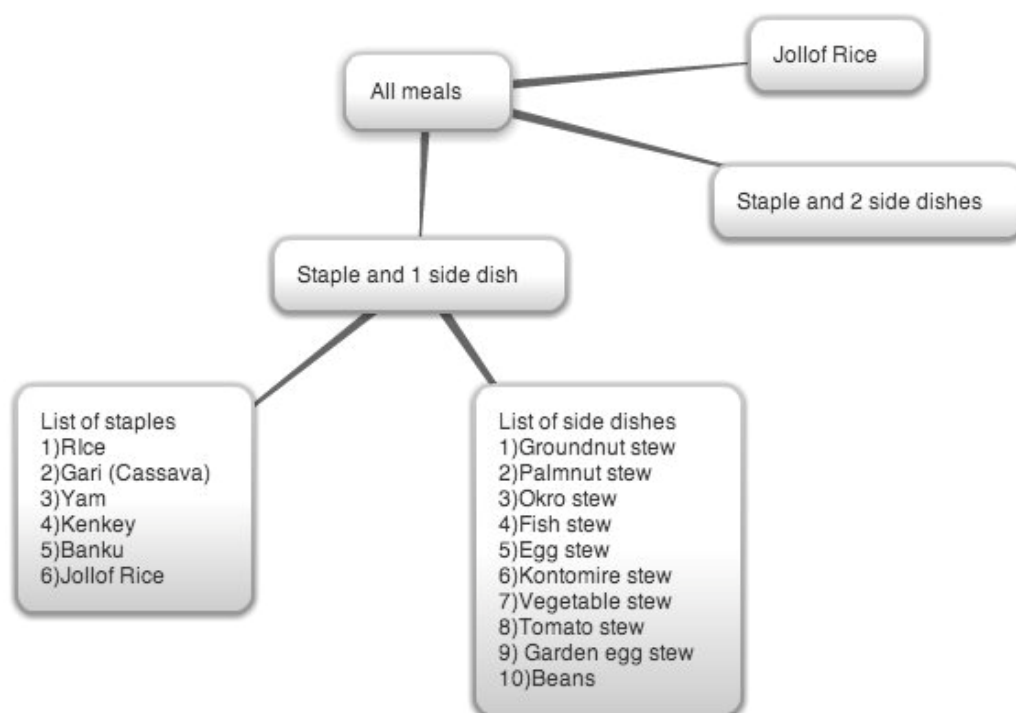 All meals
Jollof Rice
Staple and 2 side dishes
Staple and 1 side dish
List of staples
1)RIce
2)Gari (Cassava)
3)Yam
4)Kenkey
5)Banku
6)Jollof Rice
List of side dishes
1)Groundnut stew
2)Palmnut stew
3)Okro stew
4)Fish stew
5)Egg stew
6)Kontomire stew
7)Vegetable stew
8)Tomato stew
9) Garden egg stew
10)Beans